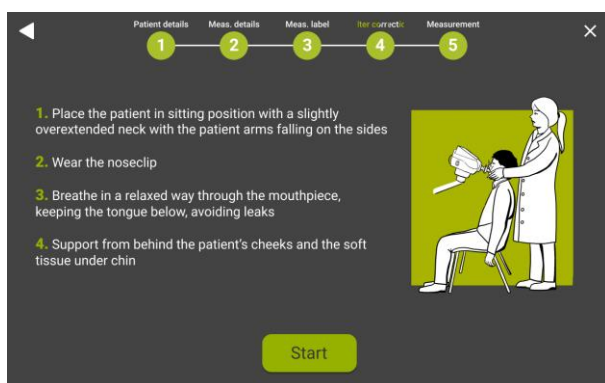 Patient details Meas. details Meas. label Iter correctic Measurement
1 2 3 4 5
1. Place the patient in sitting position with a slightly
overextended neck with the patient arms falling on the sides
2. Wear the noseclip
3. Breathe in a relaxed way through the mouthpiece,
keeping the tongue below, avoiding leaks
4. Support from behind the patient's cheeks and the soft
tissue under chin
Start